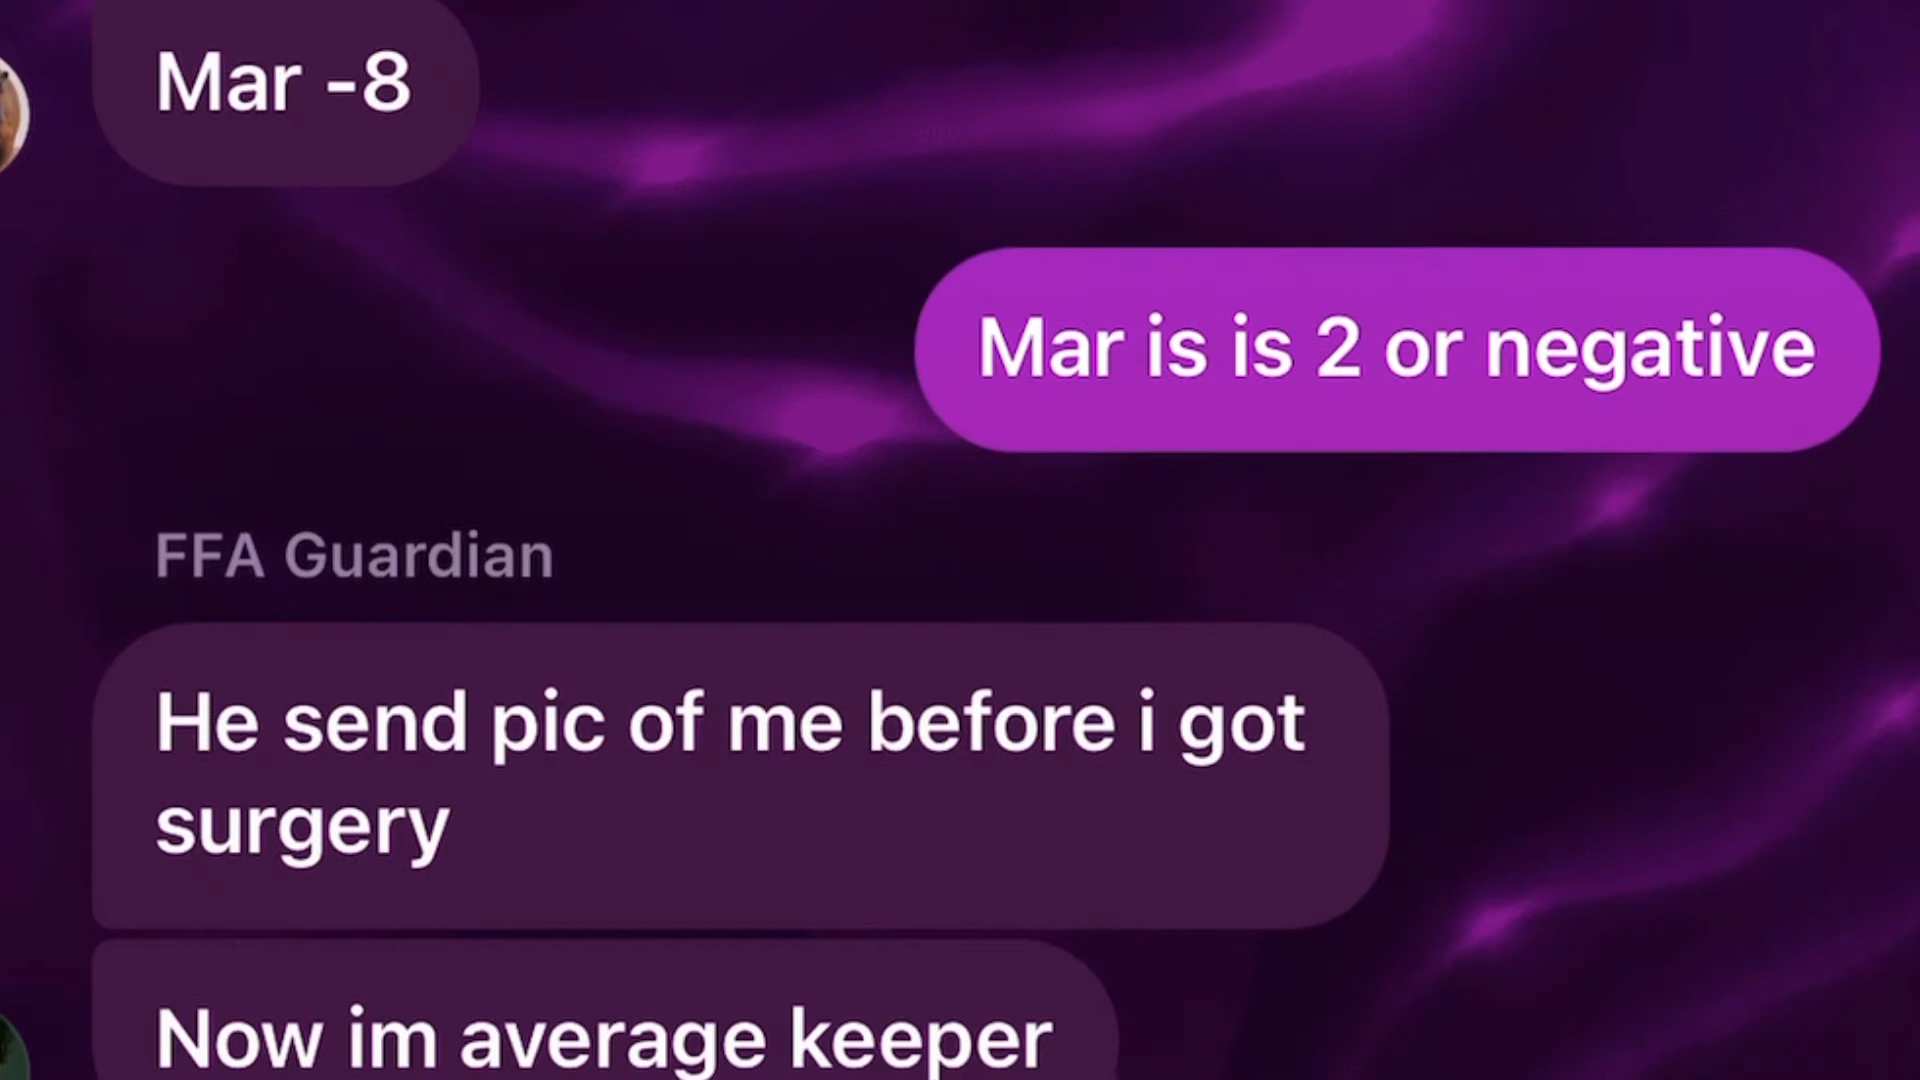 Mar -8
Mar is is 2 or negative
FFA Guardian
He send pic of me before i got
surgery
Now im average keeper